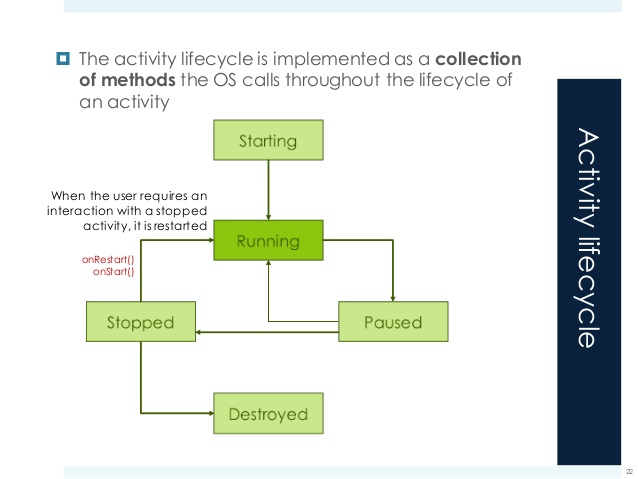 The activity lifecycle is implemented as a collection
of methods the OS calls throughout the lifecycle of
an activity
Starting
When the user requires an
interaction with a stopped
activity, it is restarted
Running
onRestart()
onStart()
Stopped
Paused
Destroyed
Activity lifecycle
22